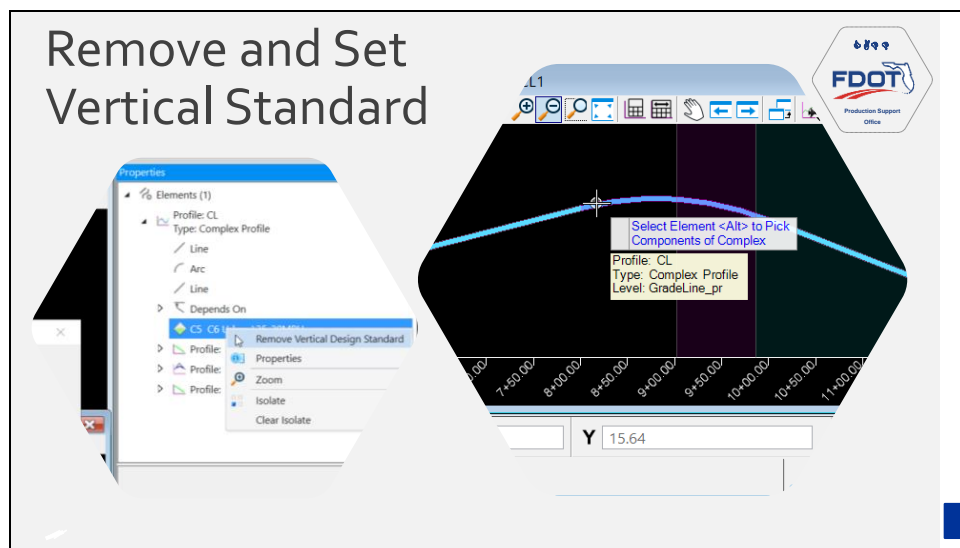 Remove and Set
Vertical Standard
FDOT
Production Support
Office
Properties
Elements (1)
Profile: CL
Type: Complex Profile
Line
Arc
Line
Depends On
C5 C6
Remove Vertical Design Standard
Profile:
Properties
Profile:
Zoom
Profile:
Isolate
Clear Isolate
L1
Select Element <Alt> to Pick
Components of Complex
Profile: CL
Type: Complex Profile
Level: GradeLine_pr
7+50.00
8+00.00
8+50.00
9+00.00
9+50.00
10+00.00
10+50.00
11+00.00
Y 15.64